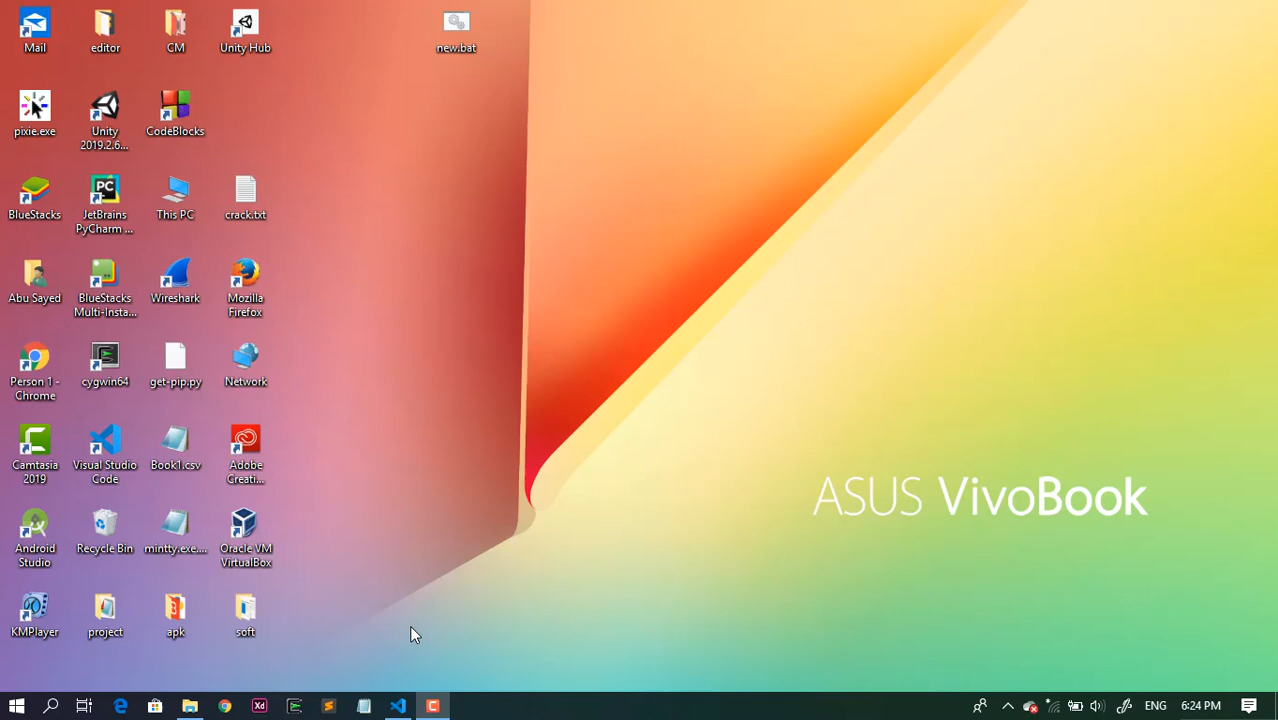 Mail
editor
CM
Unity Hub
new.bat
pixie.exe
Unity
2019.2.6...
CodeBlocks
BlueStacks
JetBrains
PyCharm ...
This PC
crack.txt
Abu Sayed
BlueStacks
Multi-Insta...
Wireshark
Mozilla
Firefox
Person 1 -
Chrome
cygwin64
get-pip.py
Network
Camtasia
2019
Visual Studio
Code
Book1.csv
Adobe
Creati...
Android
Studio
Recycle Bin
mintty.exe....
Oracle VM
VirtualBox
KMPlayer
project
apk
soft
ASUS VivoBook
PC
Xd
C
ENG
6:24 PM